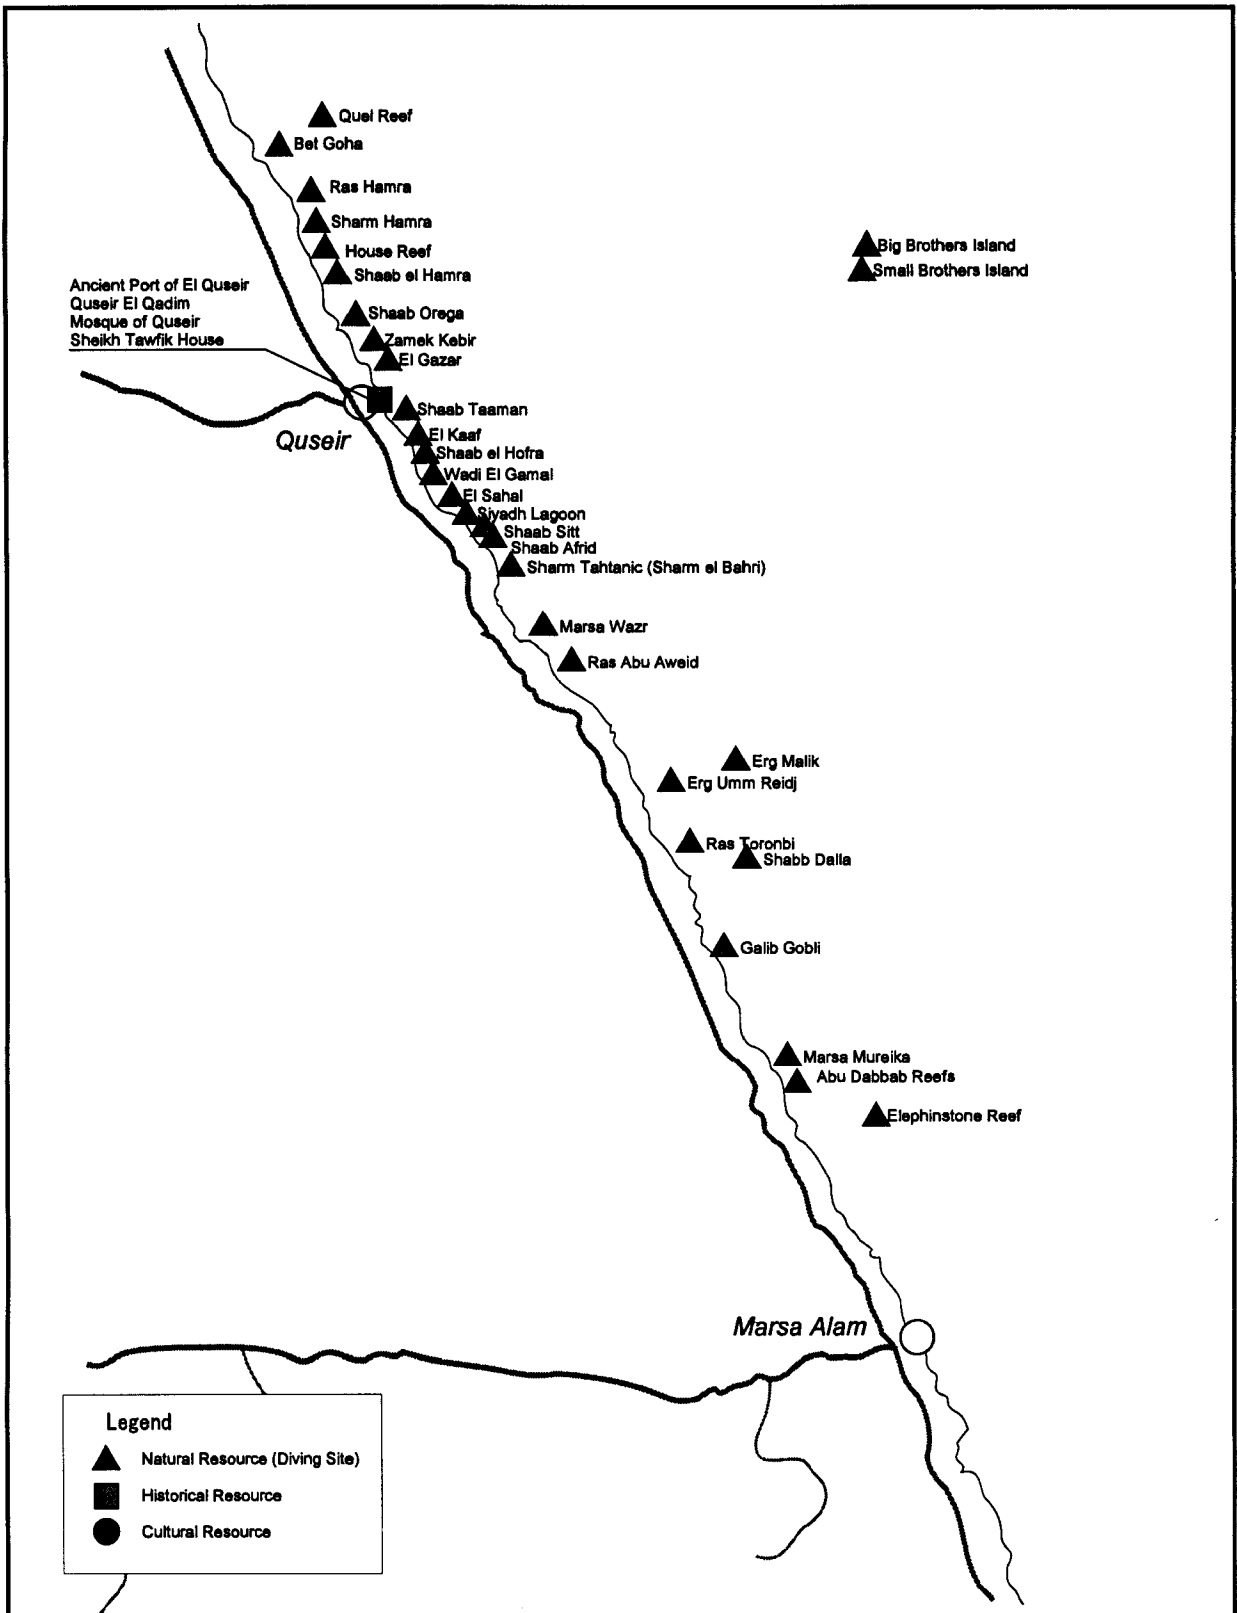 Quei Reef
Bet Goha
Ras Hamra
Sharm Hamra
House Reef
Shaab el Hamra
Big Brothers Island
Small Brothers Island
Ancient Port of El Quseir
Quseir El Qadim
Mosque of Quseir
Sheikh Tawfik House
Shaab Orega
Zamek Kebir
El Gazar
Shaab Taaman
Quseir
El Kaaf
Shaab el Hofra
Wadi El Gamal
El Sahal
Siyadh Lagoon
Shaab Sitt
Shaab Afrid
Sharm Tahtanic (Sharm el Bahri)
Marsa Wazr
Ras Abu Aweid
Erg Malik
Erg Umm Reidj
Ras Toronbi
Shabb Dalla
Galib Gobli
Marsa Mureika
Abu Dabbab Reefs
Elephinstone Reef
Marsa Alam
Legend
Natural Resource (Diving Site)
Historical Resource
Cultural Resource